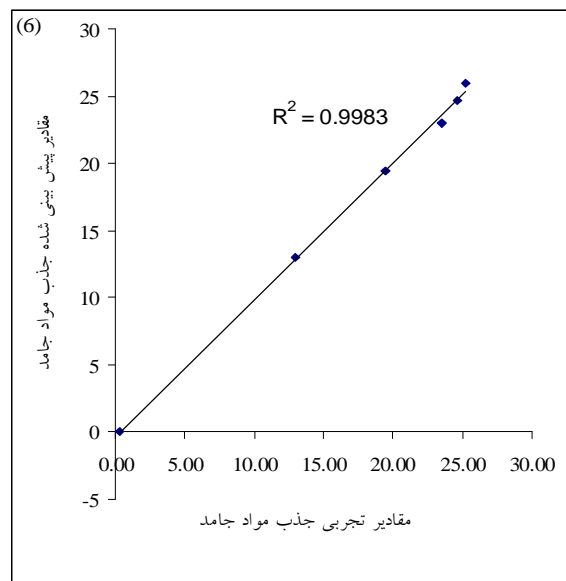 (6)
30
25
20
15
10
5
0
-5
R² = 0.9983
0.00 5.00 10.00 15.00 20.00 25.00 30.00
مقادیر پیش بینی شده جذب مواد جامد
مقادیر تجربی جذب مواد جامد